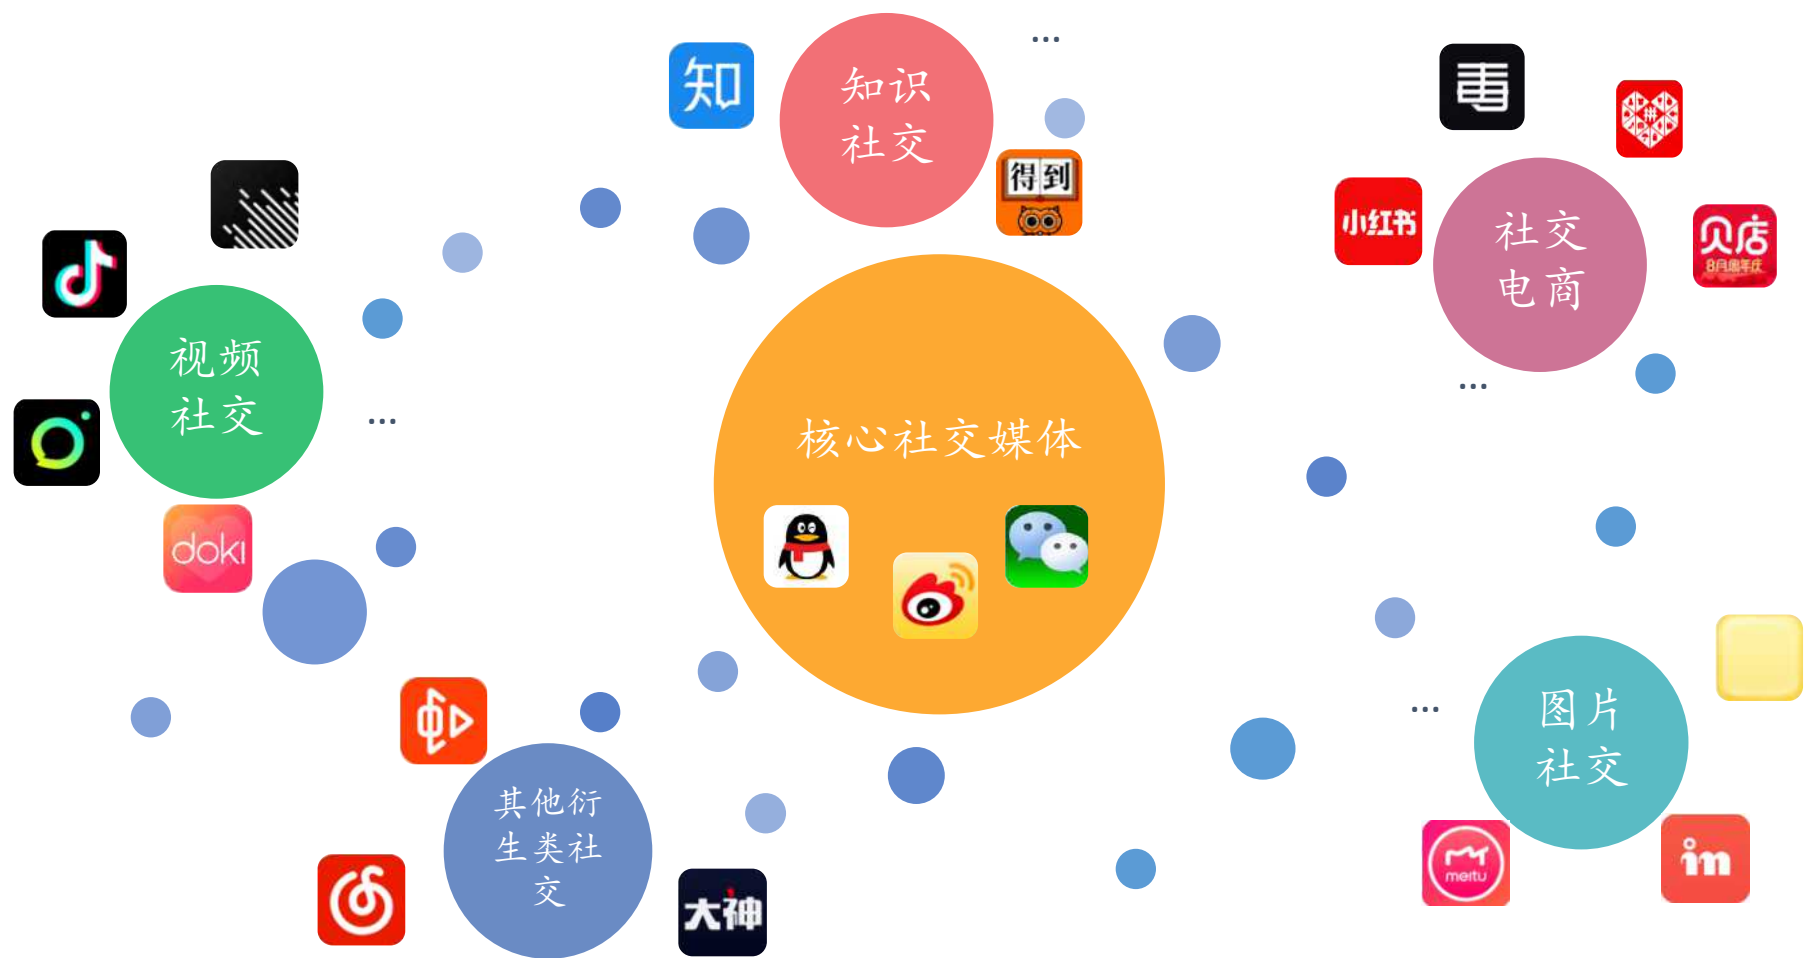 …
知
知识
社交
得到
毒
小红书
拼
社交
电商
贝店
8月周年庆
…
视频
社交
…
doki
核心社交媒体
…
图片
社交
meitu
in
其他衍
生类社
交
大神